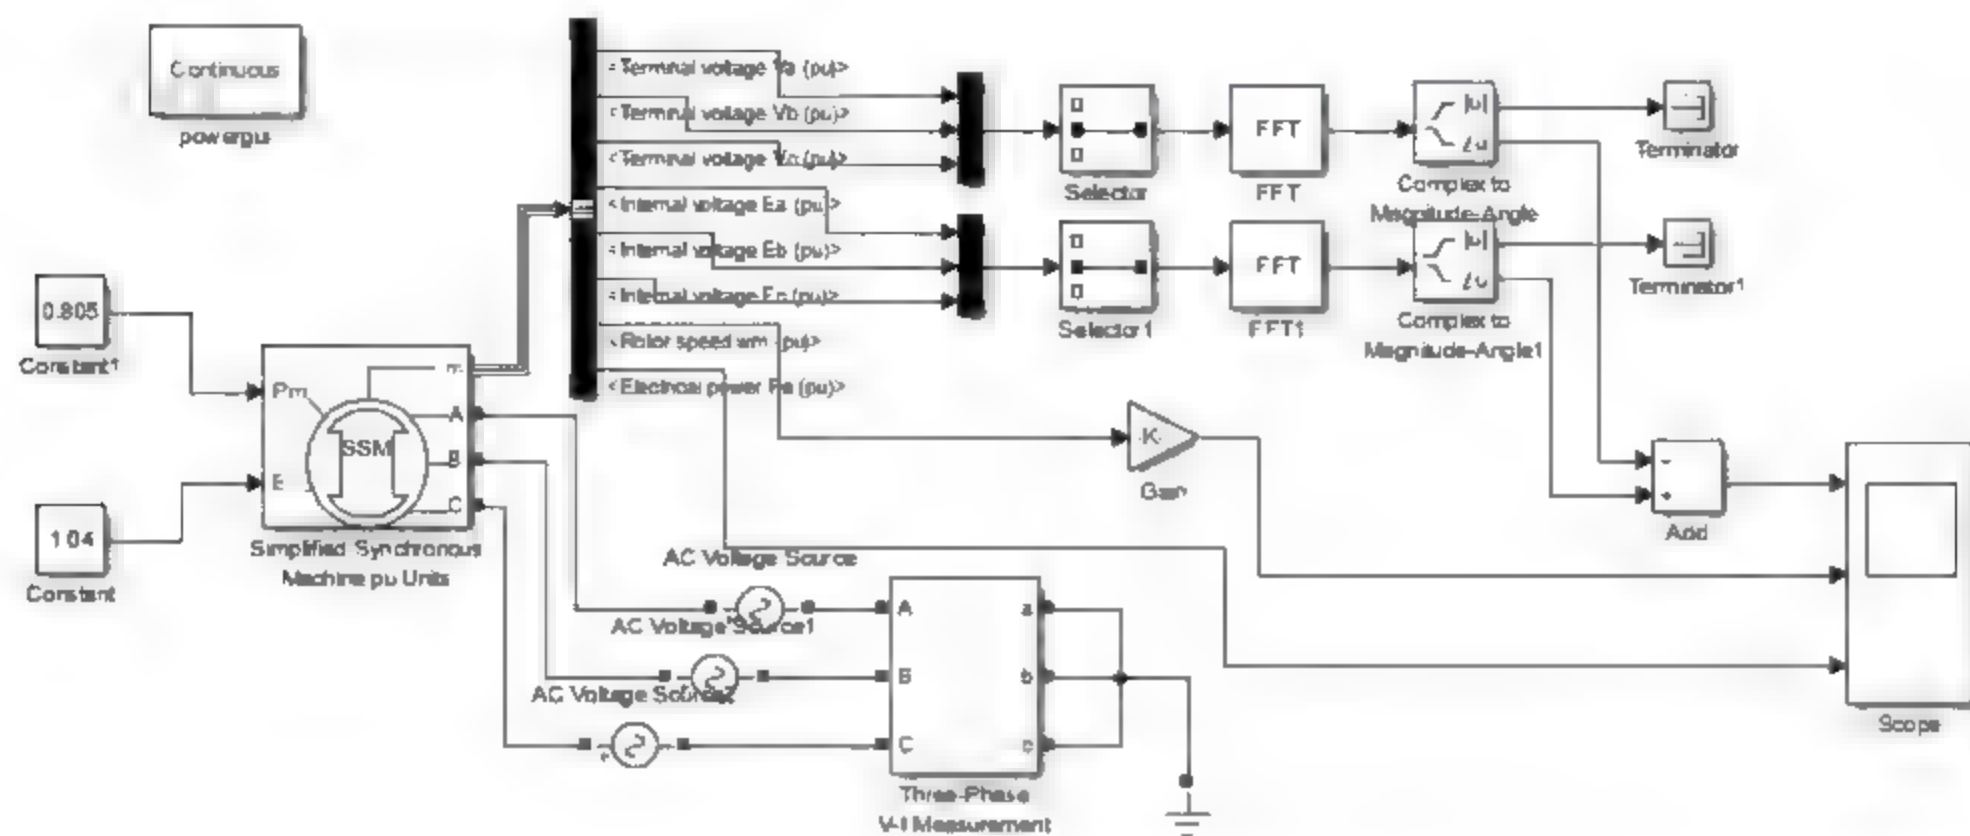 Continuous
powergui
<Terminal voltage Va (pu)>
<Terminal voltage Vb (pu)>
<Terminal voltage Vc (pu)>
<Internal voltage Ea (pu)>
<Internal voltage Eb (pu)>
<Internal voltage Ec (pu)>
<Rotor speed wm (pu)>
<Electrical power Pe (pu)>
Selector
FFT
FFT
|u|
∠u
Complex to
Magnitude-Angle
Terminator
Selector1
FFT
FFT1
|u|
∠u
Complex to
Magnitude-Angle1
Terminator1
0.805
Constant1
1.04
Constant
Pm
E
SSM
m
A
B
C
Simplified Synchronous
Machine pu Units
-K-
Gain
-
+
Add
Scope
AC Voltage Source
AC Voltage Source1
AC Voltage Source2
A
B
C
a
b
c
Three-Phase
V-I Measurement